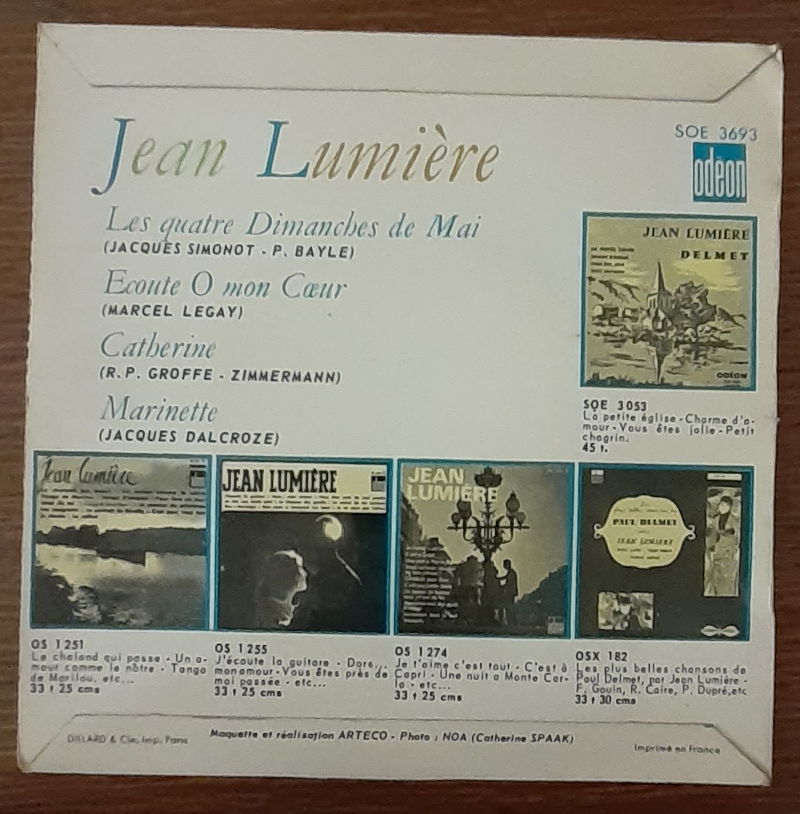 Jean Lumière
SOE 3693
odéon
Les quatre Dimanches de Mai
(JACQUES SIMONOT - P. BAYLE)
Ecoute O mon Cœur
(MARCEL LEGAY)
Catherine
(R. P. GROFFE - ZIMMERMANN)
Marinette
(JACQUES DALCROZE)
JEAN LUMIÈRE
DELMET
ODEON
SOE 3053
La petite église - Charme d'a-
mour - Vous êtes jolie - Petit
chagrin.
45 t.
Jean Lumière
JEAN LUMIÈRE
JEAN
LUMIÈRE
PAUL DELMET
JEAN LUMIÈRE
OS 1251
Le chaland qui passe - Un a-
mour comme le nôtre - Tango
de Marilou, etc...
33 t 25 cms
OS 1255
J'écoute la guitare - Dors,..
mon amour - Vous êtes près de
moi passée - etc...
33 t 25 cms
OS 1274
Je t'aime c'est tout - C'est à
Capri - Une nuit a Monte Car-
lo - etc...
33 t 25 cms
OSX 182
Les plus belles chansons de
Paul Delmet, par Jean Lumière -
F. Gouin, R. Caire, P. Dupré, etc
33 t 30 cms
DILLARD & Cie, Imp. Paris
Maquette et réalisation ARTECO - Photo : NOA (Catherine SPAAK)
Imprimé en France